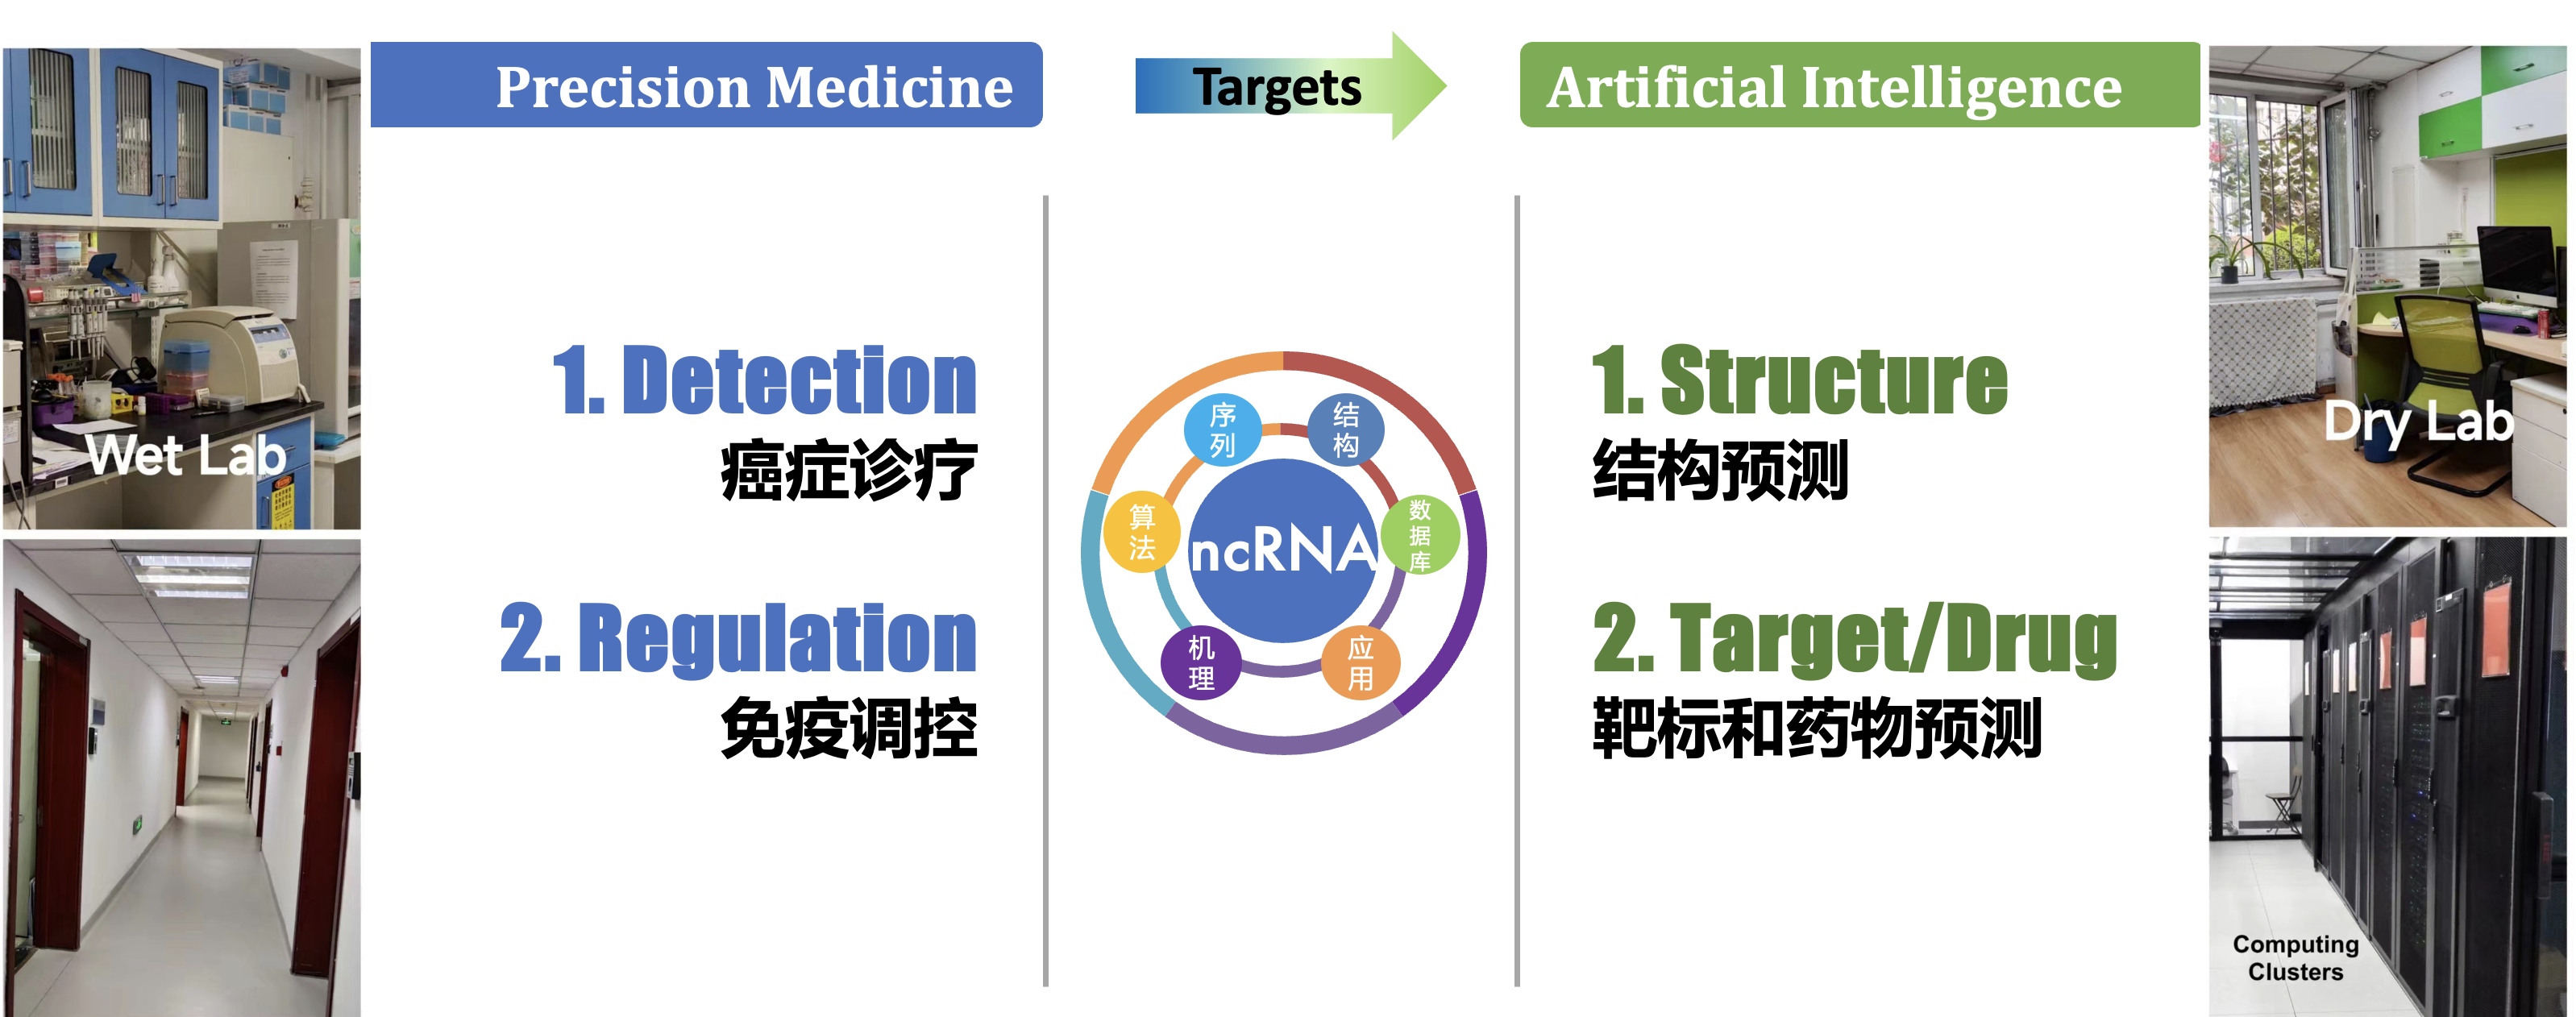 Precision Medicine
Targets
Artificial Intelligence
Wet Lab
1. Detection
癌症诊疗
2. Regulation
免疫调控
序列
结构
算法
数据库
机理
应用
ncRNA
1. Structure
结构预测
2. Target/Drug
靶标和药物预测
Dry Lab
Computing
Clusters